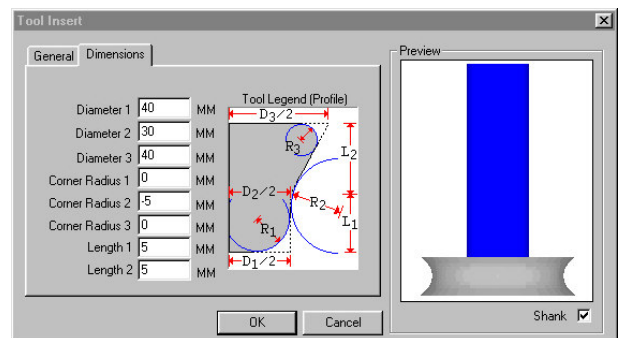 Tool Insert
General Dimensions
Diameter 1 40 MM
Diameter 2 30 MM
Diameter 3 40 MM
Corner Radius 1 0 MM
Corner Radius 2 -5 MM
Corner Radius 3 0 MM
Length 1 5 MM
Length 2 5 MM
Tool Legend (Profile)
D3/2
R3
L2
D2/2
R2
L1
R1
D1/2
Preview
Shank
OK Cancel